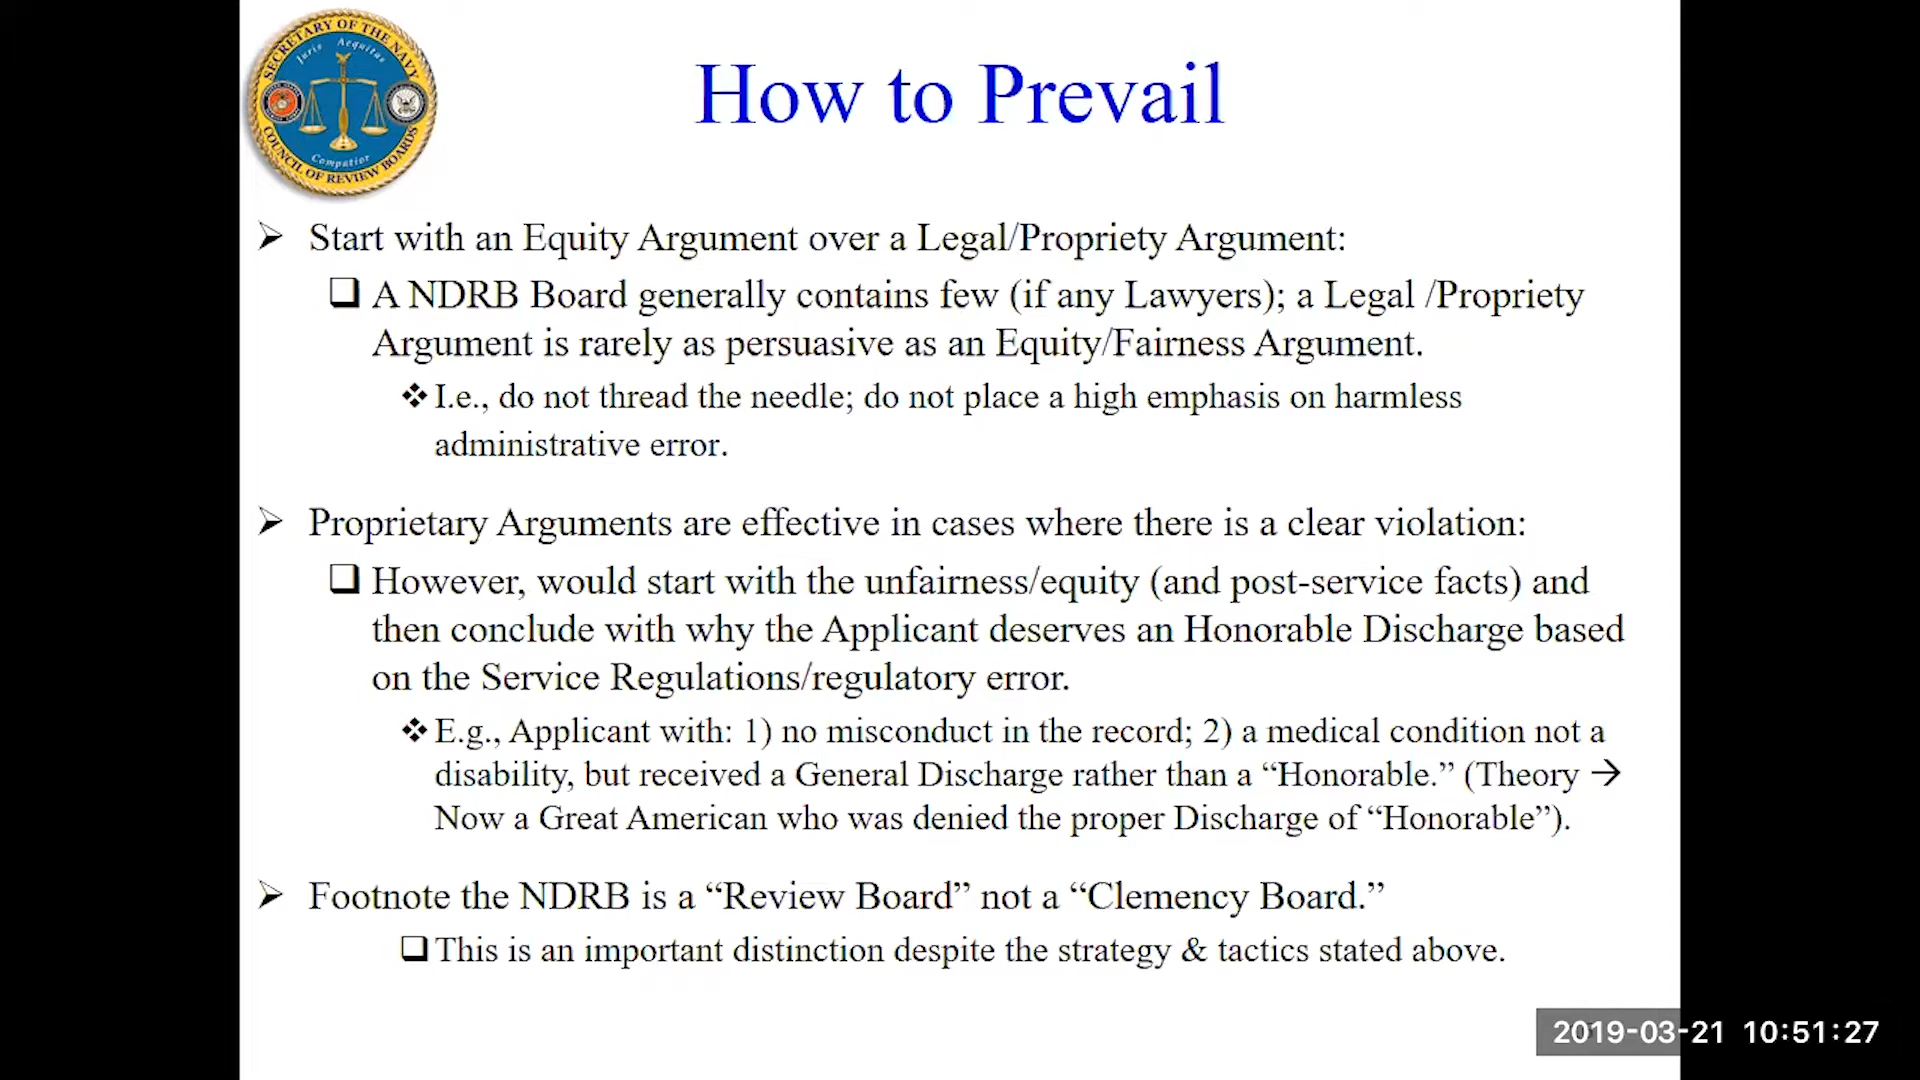 SECRETARY OF THE NAVY
Juris Aequitas
Compatior
COUNCIL OF REVIEW BOARDS
How to Prevail
Start with an Equity Argument over a Legal/Propriety Argument:
A NDRB Board generally contains few (if any Lawyers); a Legal /Propriety
Argument is rarely as persuasive as an Equity/Fairness Argument.
I.e., do not thread the needle; do not place a high emphasis on harmless
administrative error.
Proprietary Arguments are effective in cases where there is a clear violation:
However, would start with the unfairness/equity (and post-service facts) and
then conclude with why the Applicant deserves an Honorable Discharge based
on the Service Regulations/regulatory error.
E.g., Applicant with: 1) no misconduct in the record; 2) a medical condition not a
disability, but received a General Discharge rather than a “Honorable.” (Theory →
Now a Great American who was denied the proper Discharge of “Honorable”).
Footnote the NDRB is a “Review Board” not a “Clemency Board.”
This is an important distinction despite the strategy & tactics stated above.
2019-03-21 10:51:27